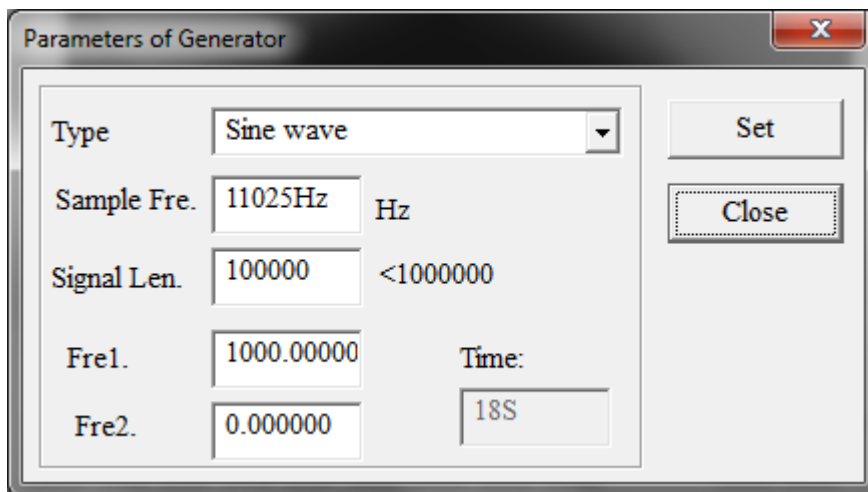 Parameters of Generator
Type
Sine wave
Set
Sample Fre.
11025Hz
Hz
Close
Signal Len.
100000
<1000000
Fre1.
1000.00000
Time:
Fre2.
0.000000
18S